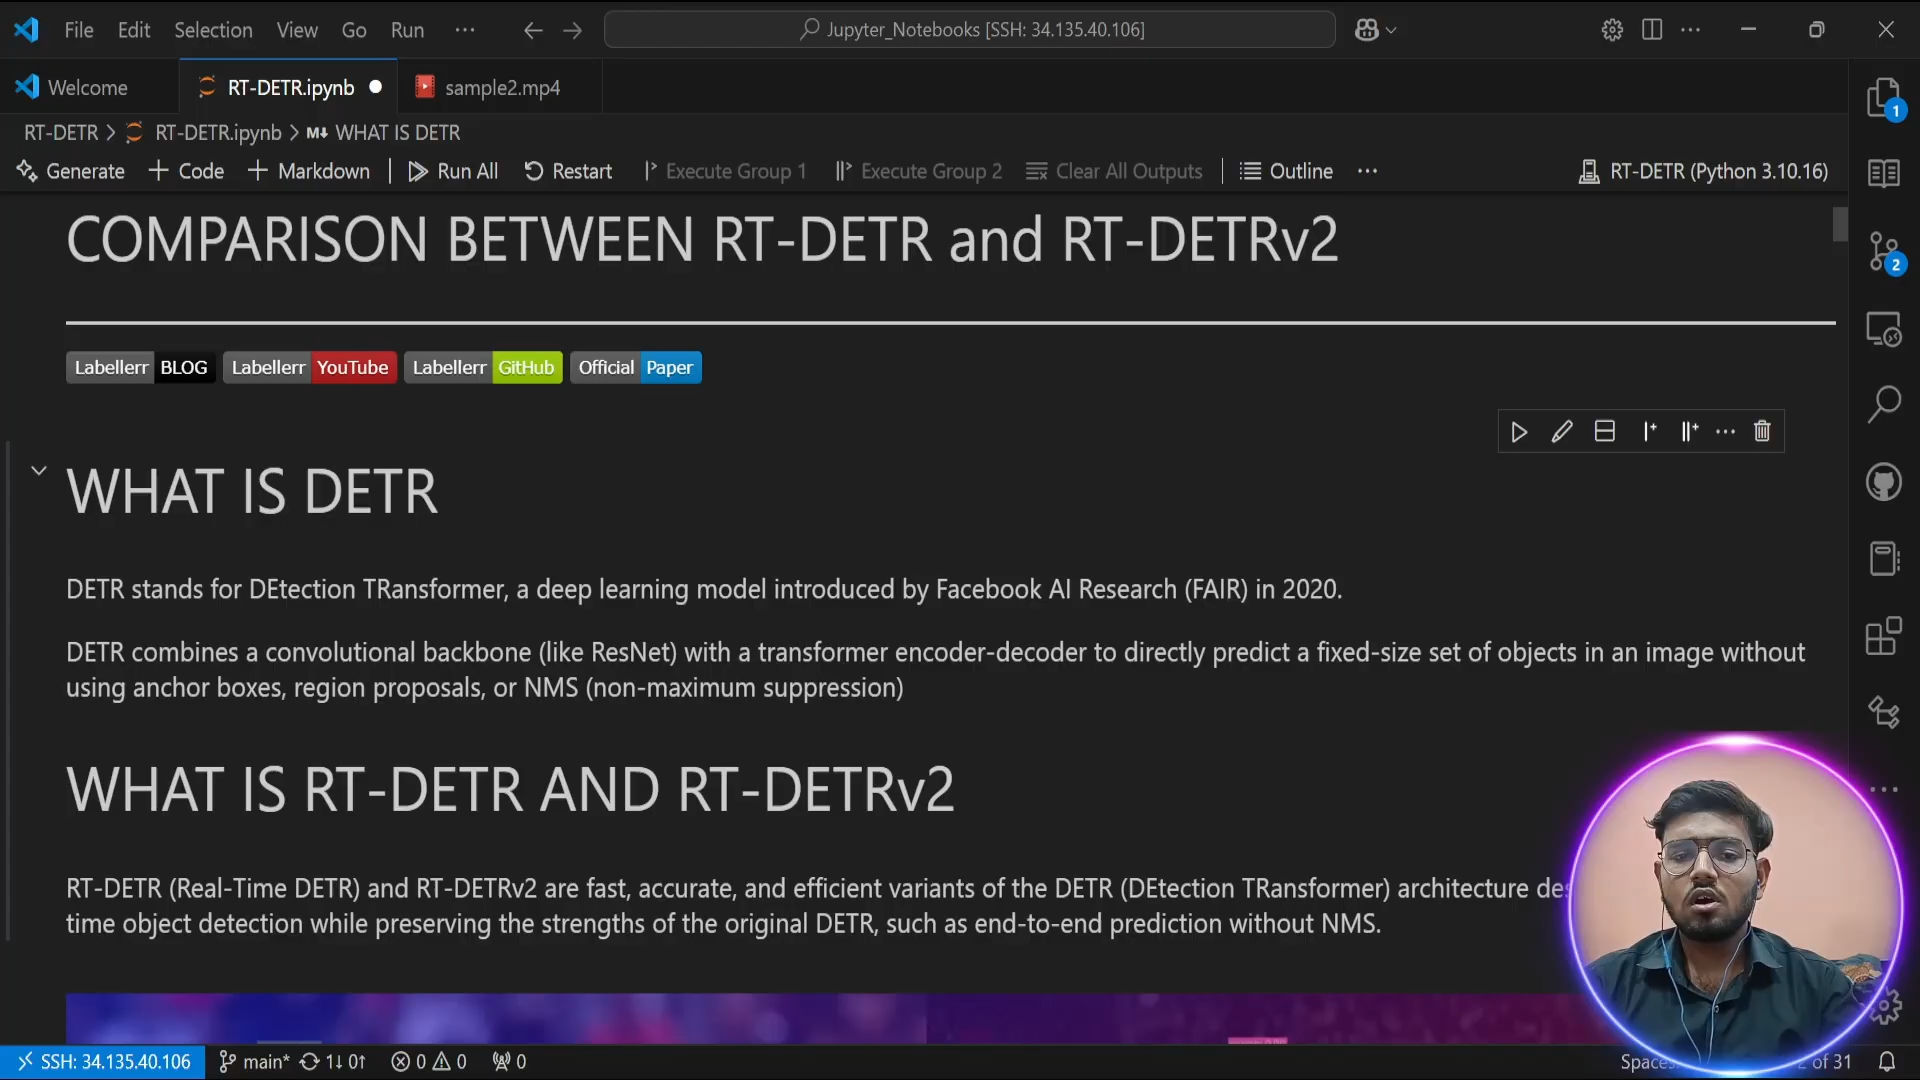 File Edit Selection View Go Run ···
Jupyter_Notebooks [SSH: 34.135.40.106]
Welcome RT-DETR.ipynb sample2.mp4
RT-DETR > RT-DETR.ipynb > M↓ WHAT IS DETR
Generate + Code + Markdown | Run All Restart Execute Group 1 Execute Group 2 Clear All Outputs | Outline ··· RT-DETR (Python 3.10.16)
COMPARISON BETWEEN RT-DETR and RT-DETRv2
Labellerr BLOG Labellerr YouTube Labellerr GitHub Official Paper
1
2
WHAT IS DETR
DETR stands for DEtection TRansformer, a deep learning model introduced by Facebook AI Research (FAIR) in 2020.
DETR combines a convolutional backbone (like ResNet) with a transformer encoder-decoder to directly predict a fixed-size set of objects in an image without
using anchor boxes, region proposals, or NMS (non-maximum suppression)
WHAT IS RT-DETR AND RT-DETRv2
RT-DETR (Real-Time DETR) and RT-DETRv2 are fast, accurate, and efficient variants of the DETR (DEtection TRansformer) architecture des
time object detection while preserving the strengths of the original DETR, such as end-to-end prediction without NMS.
SSH: 34.135.40.106 main* 1↓ 0↑ 0 0 0 of 31